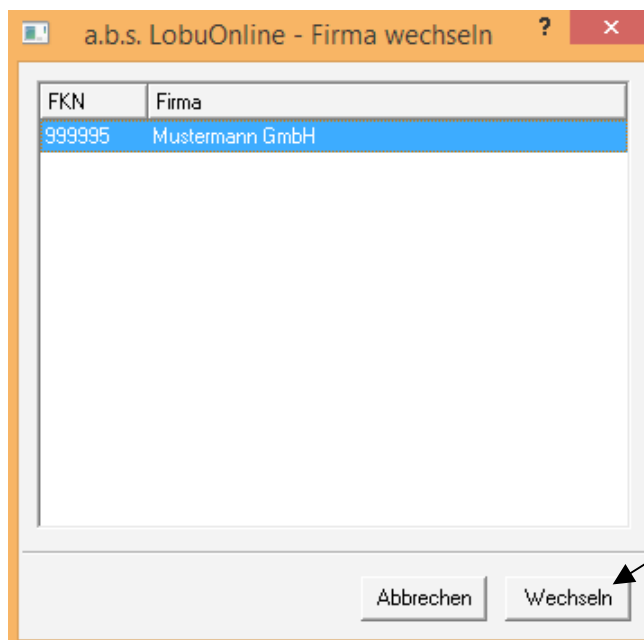 a.b.s. LobuOnline - Firma wechseln ? ×
FKN Firma
999995 Mustermann GmbH
Abbrechen Wechseln